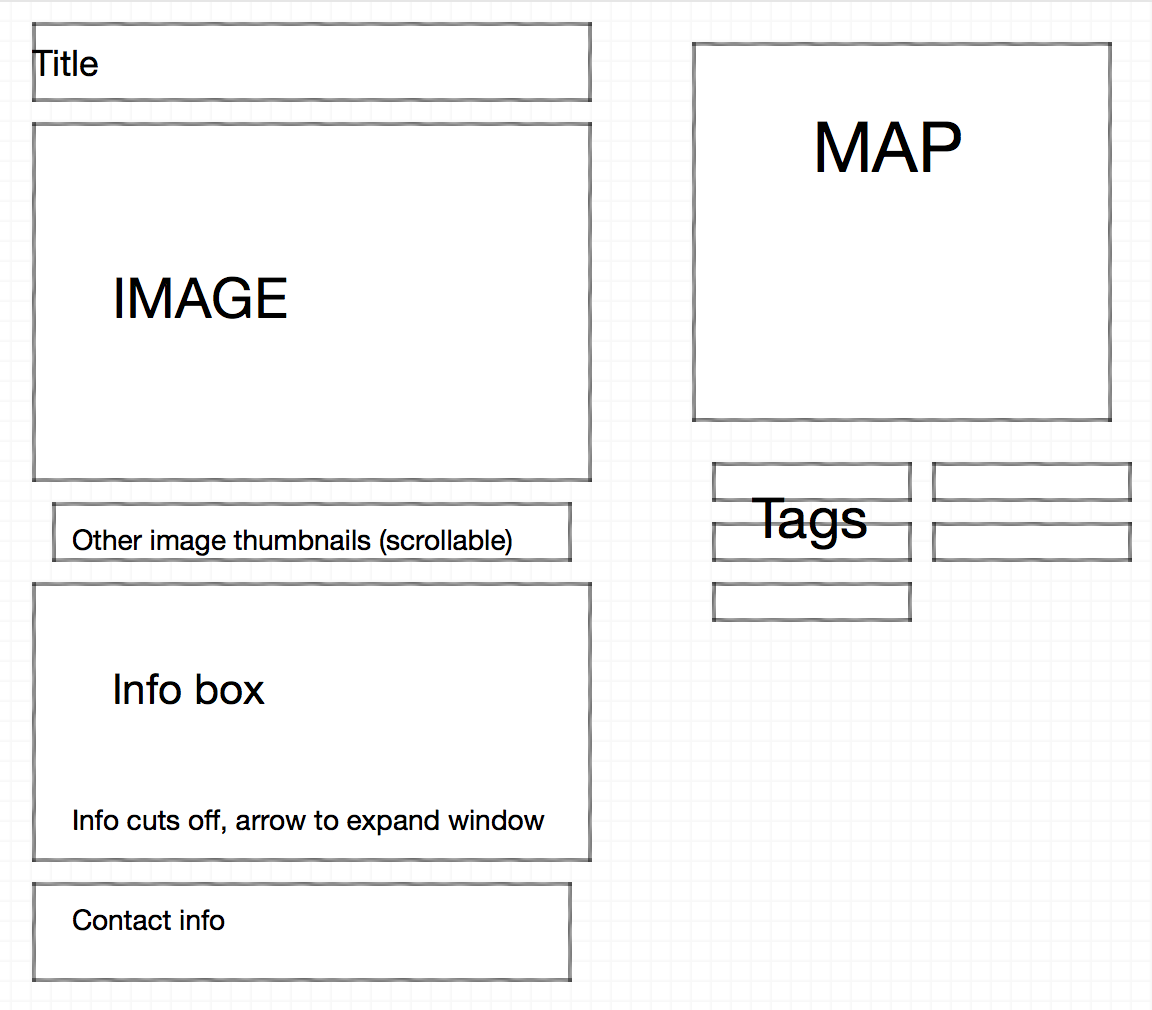 Title
IMAGE
Other image thumbnails (scrollable)
Info box
Info cuts off, arrow to expand window
Contact info
MAP
Tags